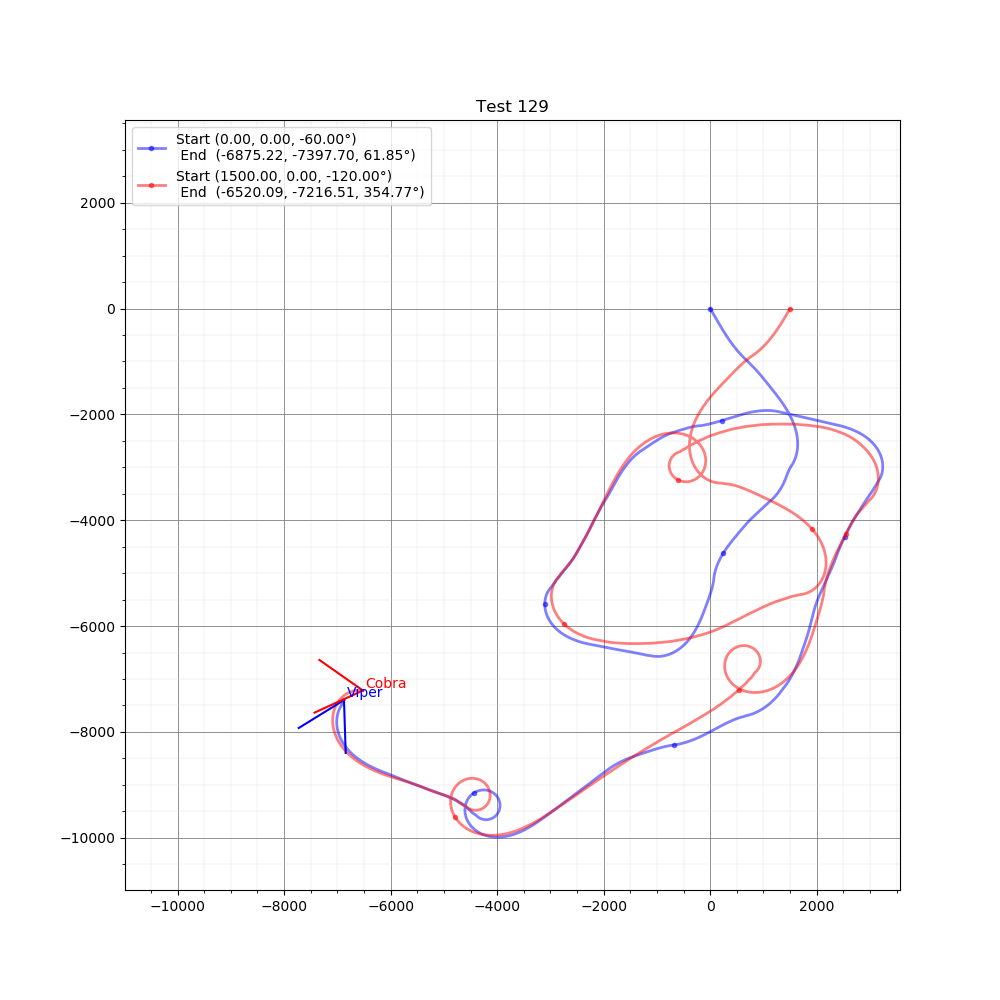 Test 129
Start (0.00, 0.00, -60.00°)
End  (-6875.22, -7397.70, 61.85°)
Start (1500.00, 0.00, -120.00°)
End  (-6520.09, -7216.51, 354.77°)
2000
0
−2000
−4000
−6000
Cobra
Viper
−8000
−10000
−10000 −8000 −6000 −4000 −2000 0 2000